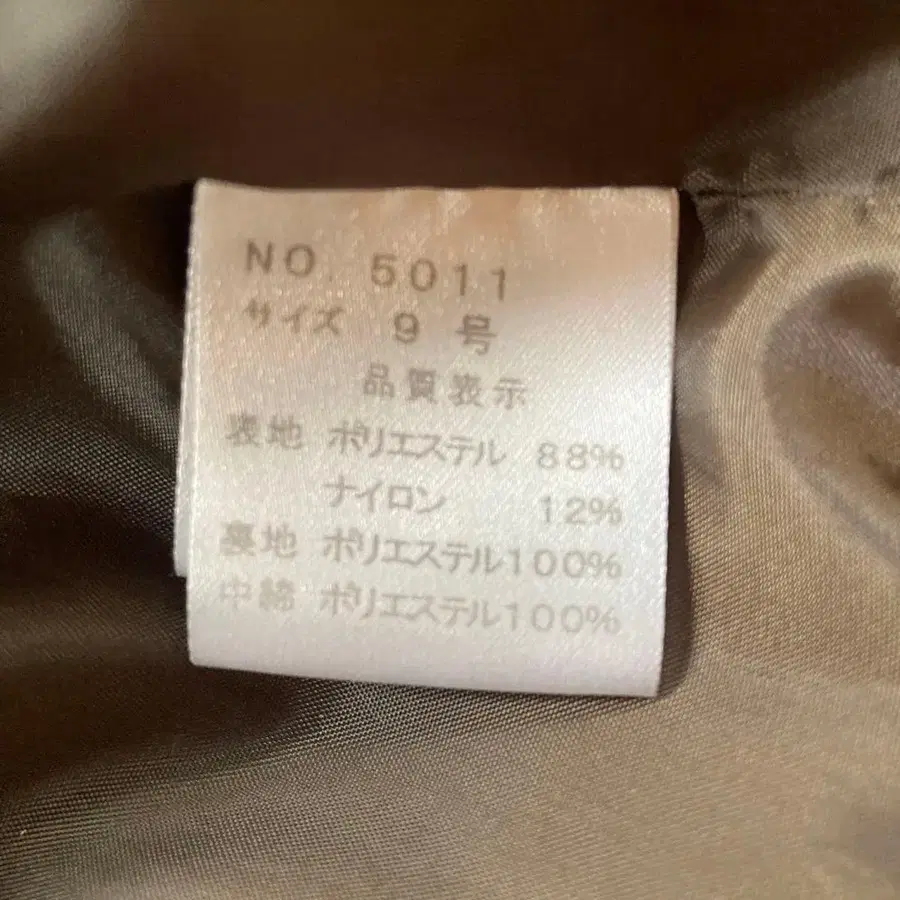 NO. 5011
サイズ 9 号
品質表示
表地 ポリエステル 88%
ナイロン 12%
裏地 ポリエステル100%
中綿 ポリエステル100%